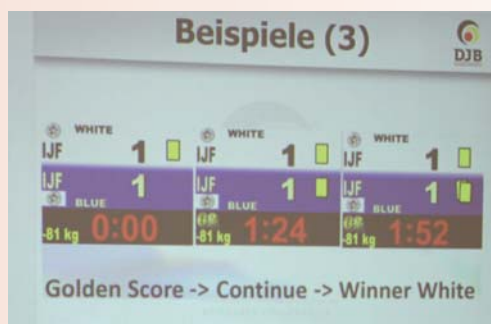 Beispiele (3)
DJB
WHITE WHITE WHITE
IJF 1 IJF 1 IJF 1
IJF 1 IJF 1 IJF 1
BLUE BLUE BLUE
-81 kg 0:00 -81 kg 1:24 -81 kg 1:52
Golden Score -> Continue -> Winner White